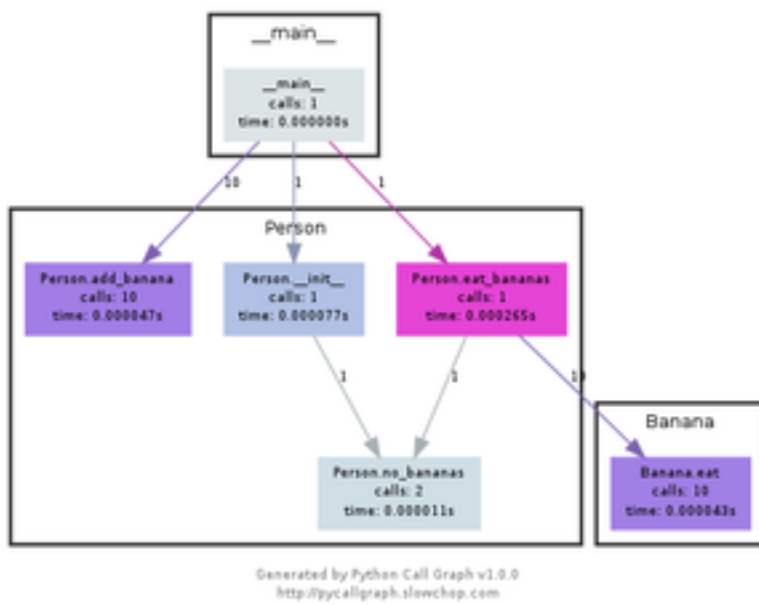 __main__
__main__
calls: 1
time: 0.000000s
10
1
1
Person
Person.add_banana
calls: 10
time: 0.000047s
Person.__init__
calls: 1
time: 0.000077s
Person.eat_bananas
calls: 1
time: 0.000265s
1
1
10
Banana
Person.no_bananas
calls: 2
time: 0.000011s
Banana.eat
calls: 10
time: 0.000043s
Generated by Python Call Graph v1.0.0
http://pycallgraph.slowchop.com